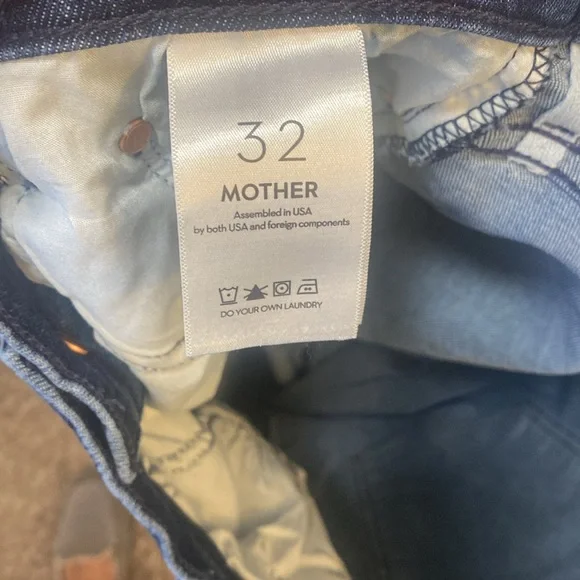 32
MOTHER
Assembled in USA
by both USA and foreign components
DO YOUR OWN LAUNDRY